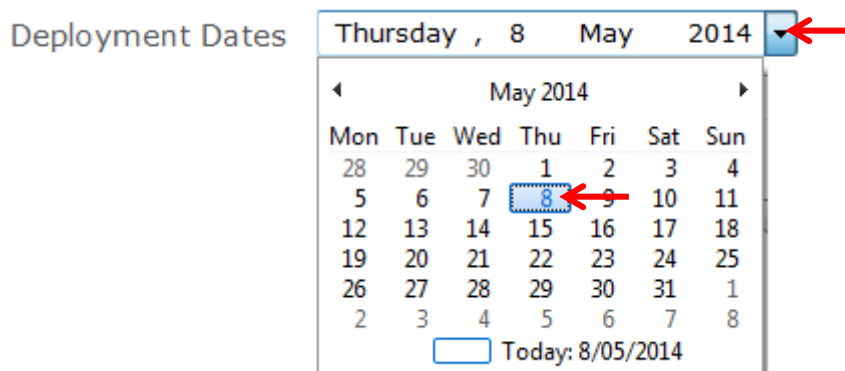 Deployment Dates Thursday , 8 May 2014
May 2014
Mon Tue Wed Thu Fri Sat Sun
28 29 30 1 2 3 4
5 6 7 8 9 10 11
12 13 14 15 16 17 18
19 20 21 22 23 24 25
26 27 28 29 30 31 1
2 3 4 5 6 7 8
Today: 8/05/2014